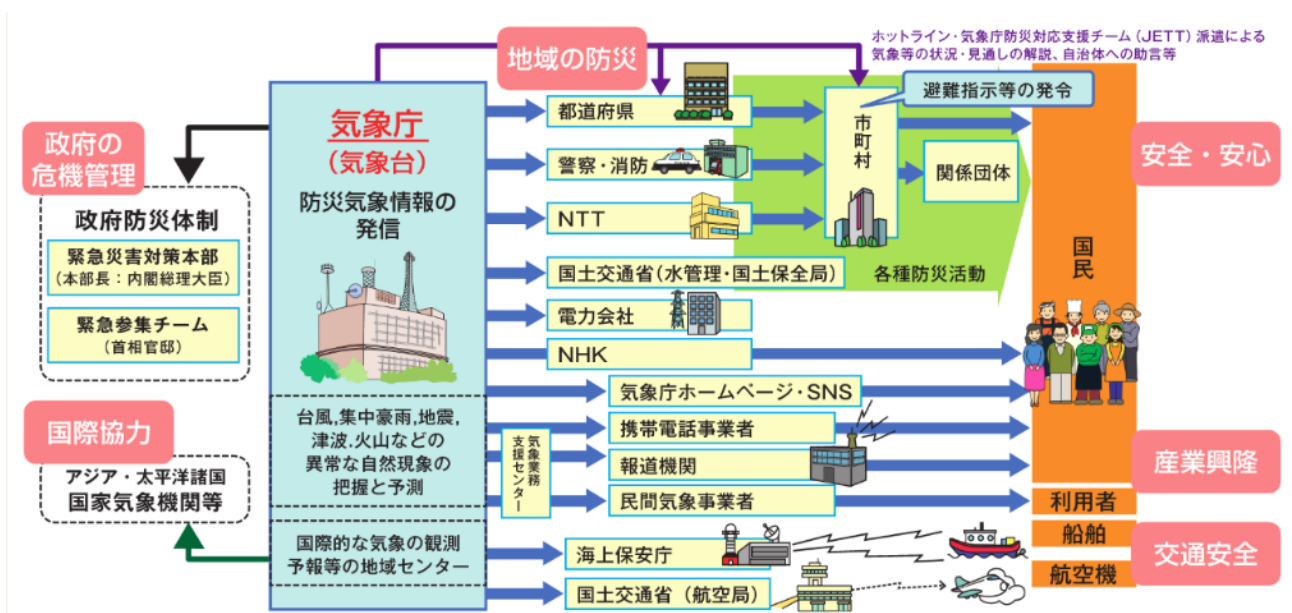 ホットライン・気象庁防災対応支援チーム(JETT)派遣による
気象等の状況・見通しの解説、自治体への助言等
地域の防災
政府の
危機管理
政府防災体制
緊急災害対策本部
(本部長:内閣総理大臣)
緊急参集チーム
(首相官邸)
国際協力
アジア・太平洋諸国
国家気象機関等
気象庁
(気象台)
防災気象情報の
発信
台風,集中豪雨,地震,
津波.火山などの
異常な自然現象の
把握と予測
国際的な気象の観測
予報等の地域センター
都道府県
警察・消防
NTT
国土交通省(水管理・国土保全局)
電力会社
NHK
気象庁ホームページ・SNS
気象業務
支援センター
携帯電話事業者
報道機関
民間気象事業者
海上保安庁
国土交通省(航空局)
市町村
避難指示等の発令
関係団体
各種防災活動
国民
利用者
船舶
航空機
安全・安心
産業興隆
交通安全